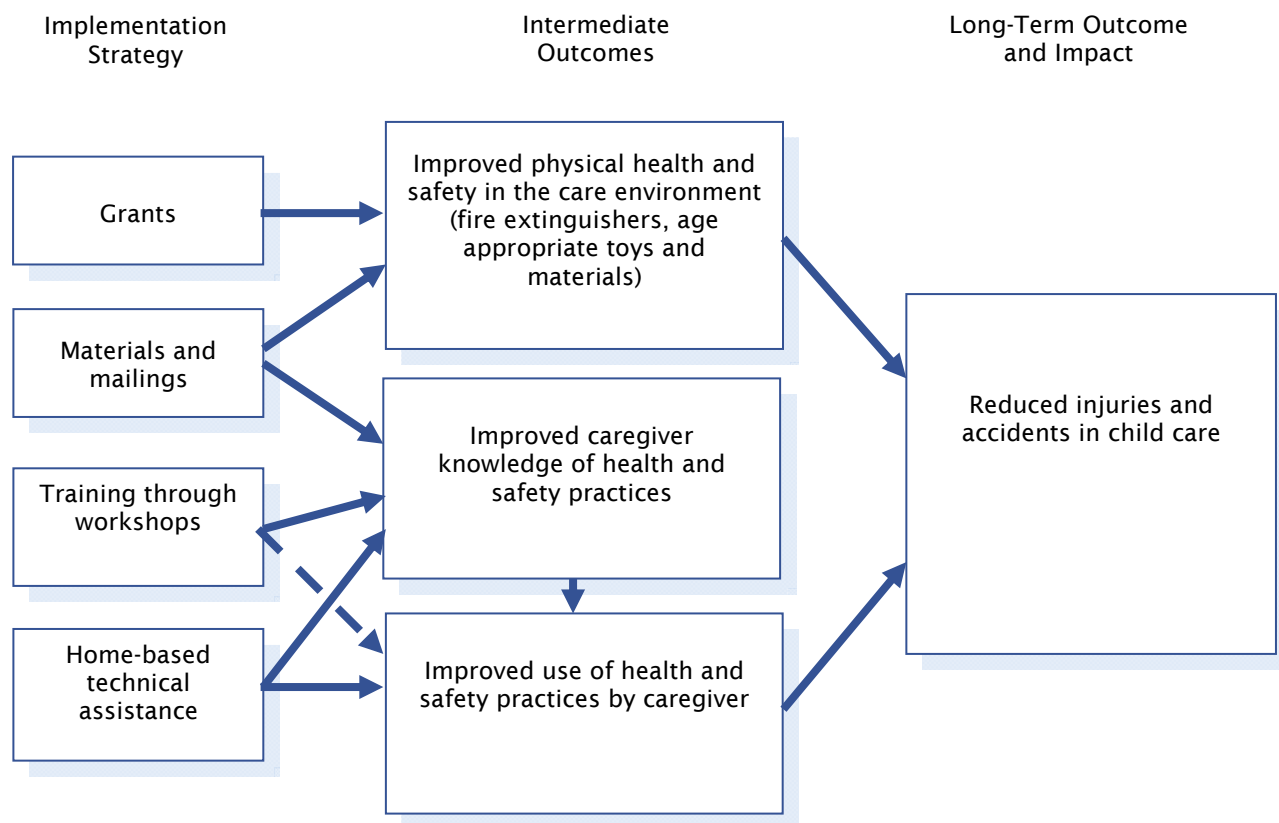 Implementation
Strategy
Intermediate
Outcomes
Long-Term Outcome
and Impact
Grants
Materials and
mailings
Training through
workshops
Home-based
technical
assistance
Improved physical health and
safety in the care environment
(fire extinguishers, age
appropriate toys and
materials)
Improved caregiver
knowledge of health and
safety practices
Improved use of health and
safety practices by caregiver
Reduced injuries and
accidents in child care